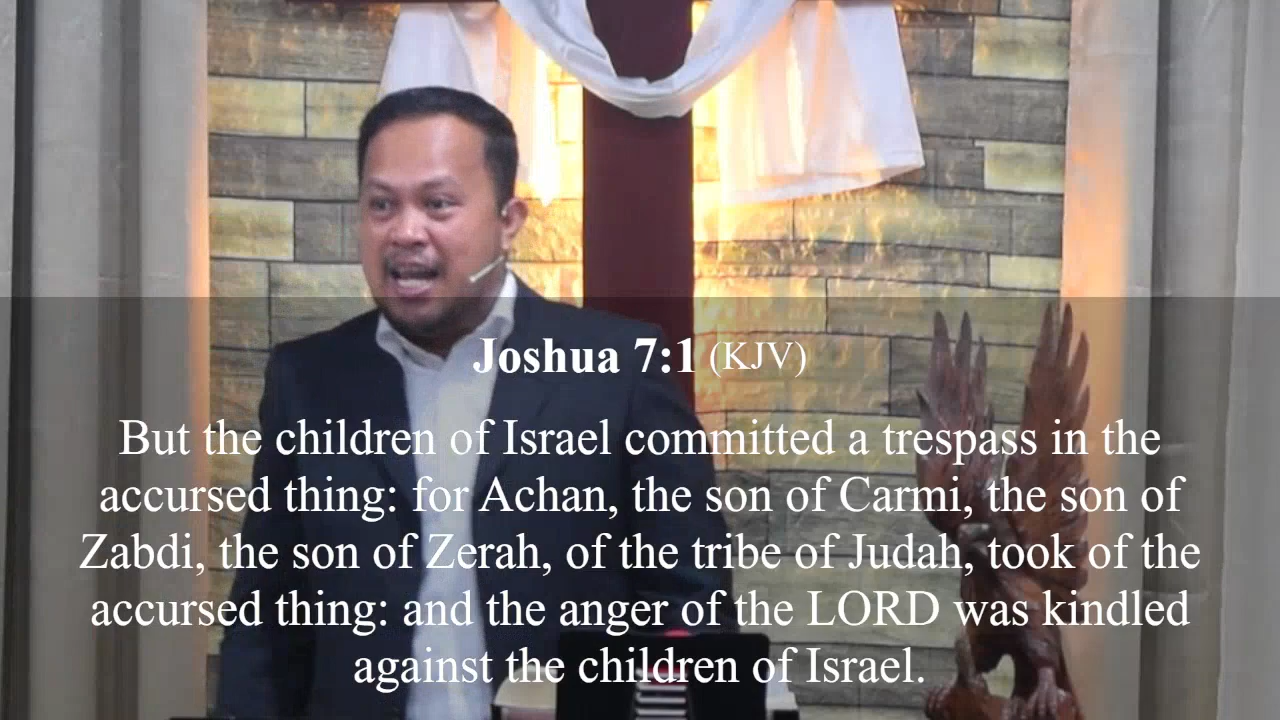 Joshua 7:1 (KJV)
But the children of Israel committed a trespass in the
accursed thing: for Achan, the son of Carmi, the son of
Zabdi, the son of Zerah, of the tribe of Judah, took of the
accursed thing: and the anger of the LORD was kindled
against the children of Israel.